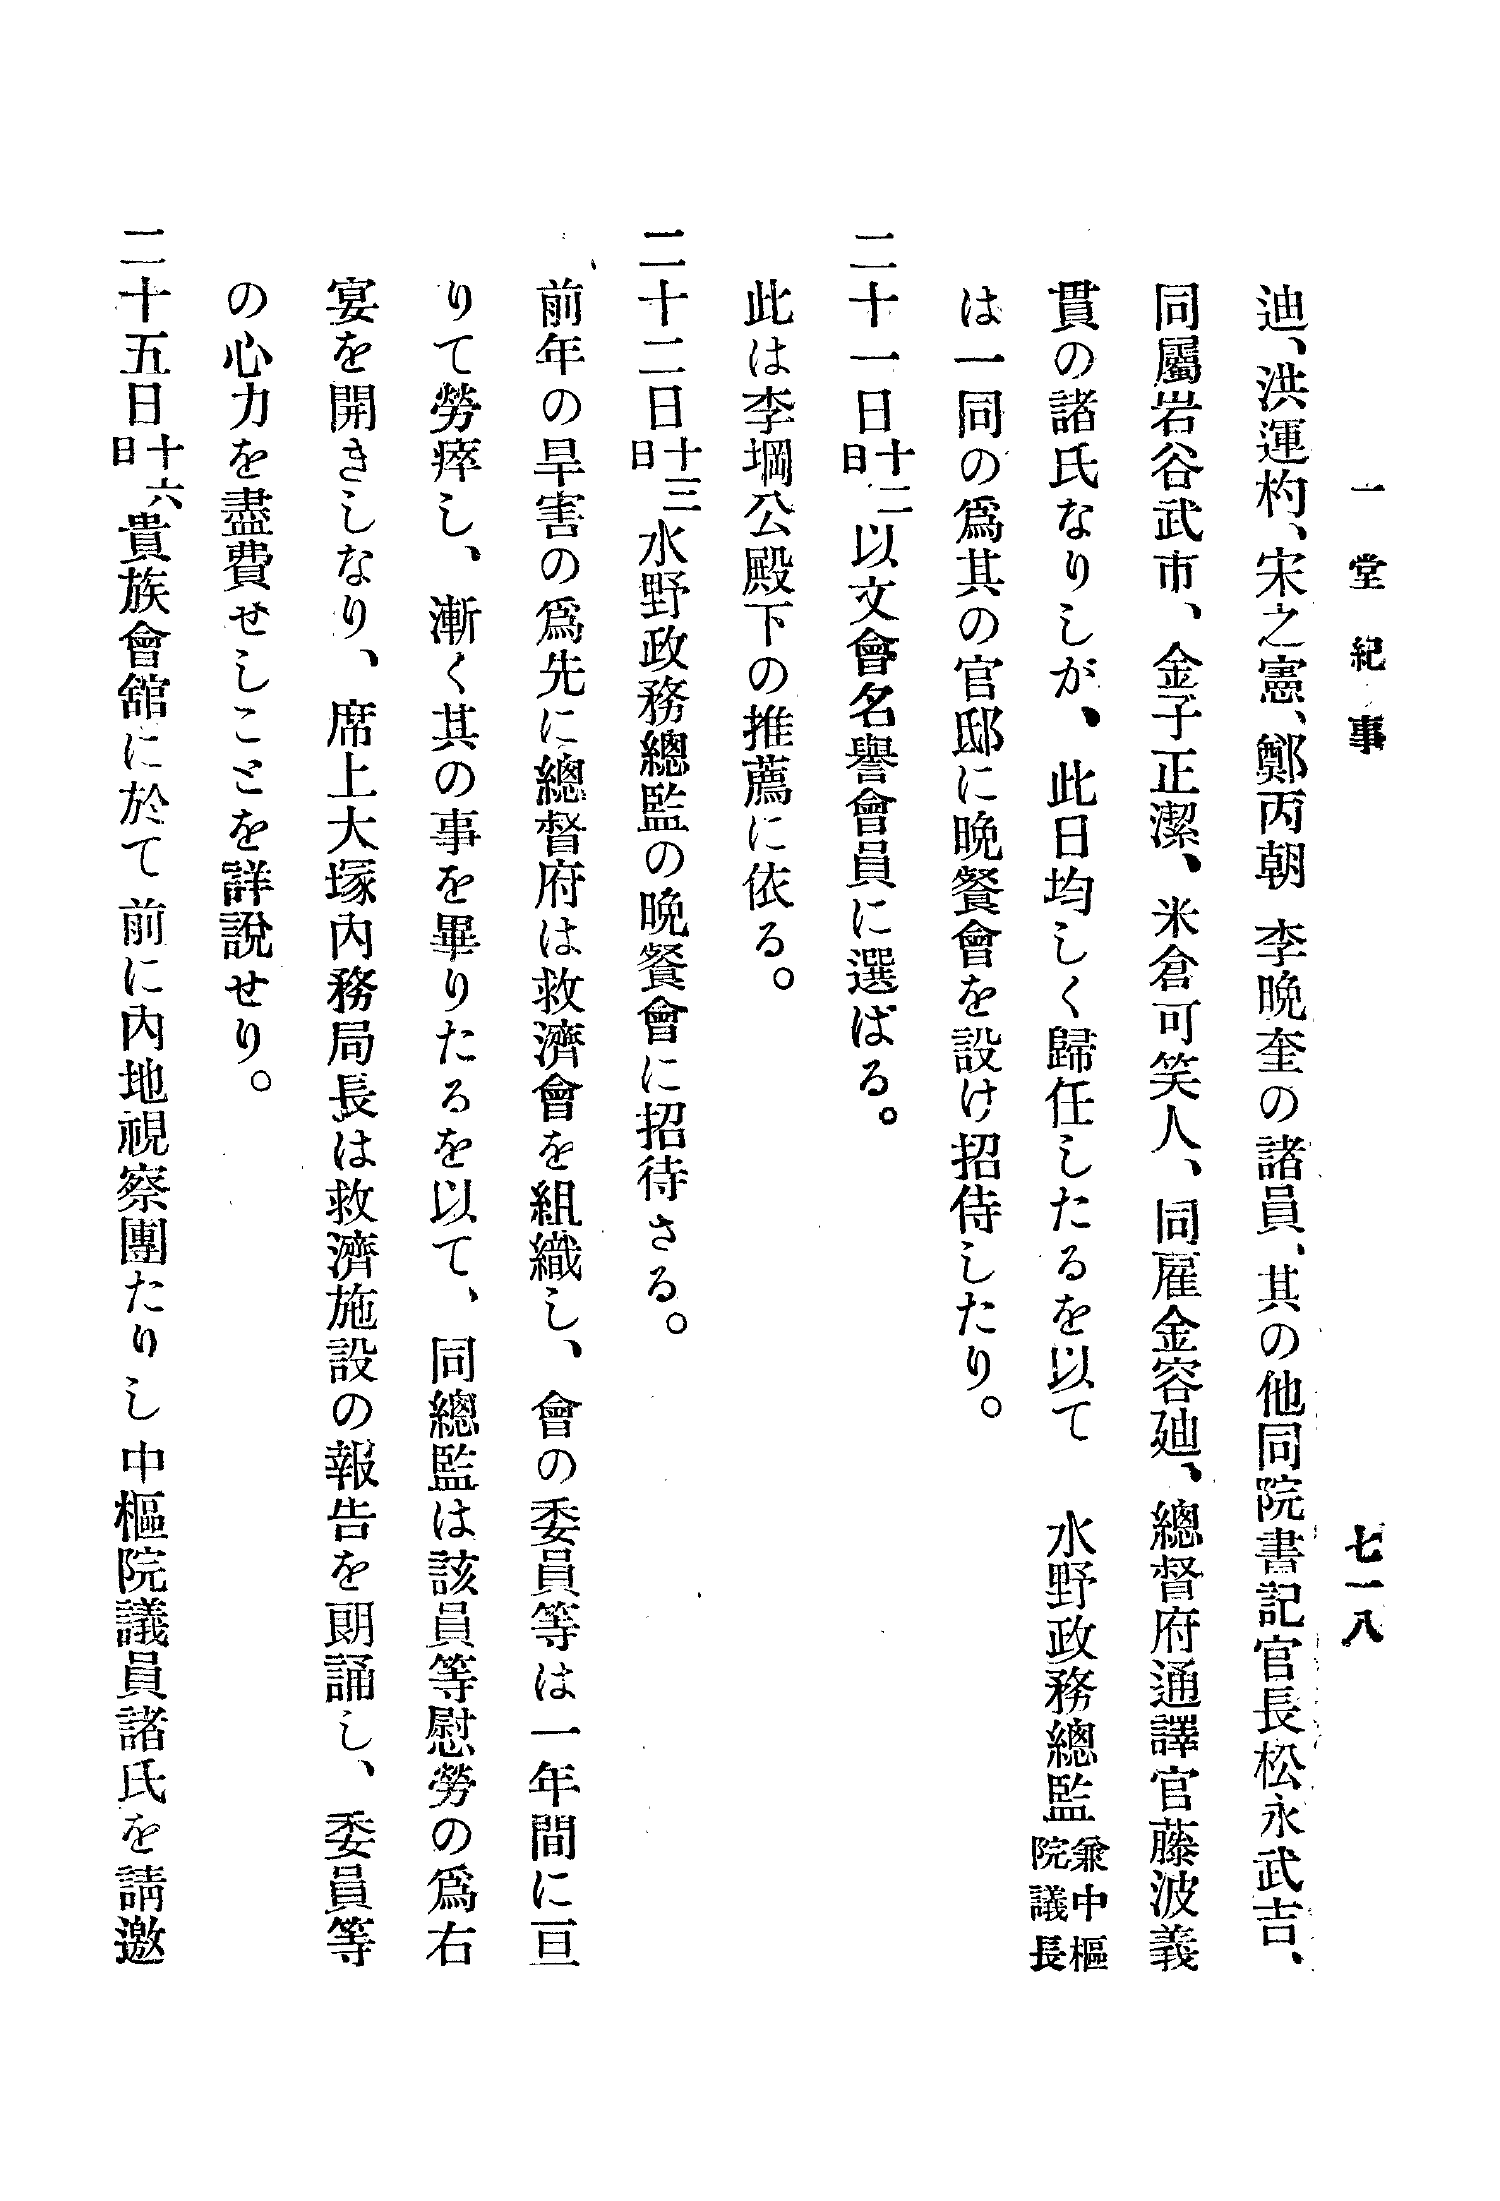 一堂紀事
七一八
迪、洪運杓、宋之憲、鄭丙朝 李晩奎の諸員、其の他同院書記官長松永武吉、
同屬岩谷武市、金子正潔、米倉可笑人、同雇金容廸、總督府通譯官藤波義
貫の諸氏なりしが、此日均しく歸任したるを以て 水野政務總監兼中樞院議長
は一同の爲其の官邸に晩餐會を設け招待したり。
二十一日十二日以文會名譽會員に選ばる。
此は李堈公殿下の推薦に依る。
二十二日十三日水野政務總監の晩餐會に招待さる。
前年の旱害の爲先に總督府は救濟會を組織し、會の委員等は一年間に亘
りて勞瘁し、漸く其の事を畢りたるを以て、同總監は該員等慰勞の爲右
宴を開きしなり、席上大塚內務局長は救濟施設の報告を朗誦し、委員等
の心力を盡費せしことを詳說せり。
二十五日十六日貴族會舘に於て前に內地視察團たりし中樞院議員諸氏を請邀